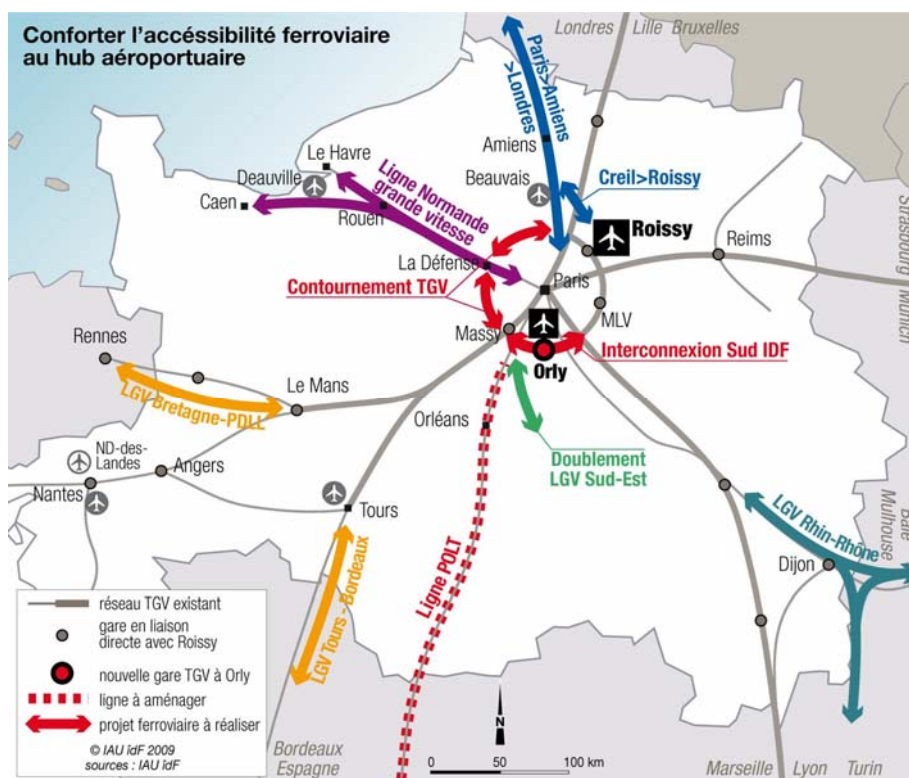 Conforter l'accéssibilité ferroviaire
au hub aéroportuaire
Londres Lille Bruxelles
Paris>Amiens
>Londres
Amiens
Beauvais
Creil>Roissy
Le Havre
Deauville
Caen
Rouen
Ligne Normande
grande vitesse
Roissy
Reims
Strasbourg Munich
La Défense
Paris
Contournement TGV
MLV
Massy
Interconnexion Sud IDF
Orly
Rennes
LGV Bretagne-PDLL
Le Mans
Orléans
Doublement
LGV Sud-Est
ND-des-
Landes
Angers
Nantes
Tours
LGV Rhin-Rhône
Bâle
Mulhouse
Dijon
Ligne POLT
LGV Tours - Bordeaux
réseau TGV existant
gare en liaison
directe avec Roissy
nouvelle gare TGV à Orly
ligne à aménager
projet ferroviaire à réaliser
© IAU îdF 2009
sources : IAU îdF
N
0 50 100 km
Bordeaux
Espagne
Marseille Lyon Turin